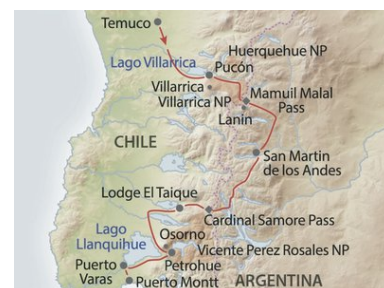 Temuco
Huerquehue NP
Lago Villarrica
Pucón
Villarrica
Villarrica NP
Mamuil Malal
Pass
Lanin
CHILE
San Martin
de los Andes
Lodge El Taique
Cardinal Samore Pass
Lago
Llanquihue
Osorno
Vicente Perez Rosales NP
Petrohue
Puerto
Varas
Puerto Montt
ARGENTINA